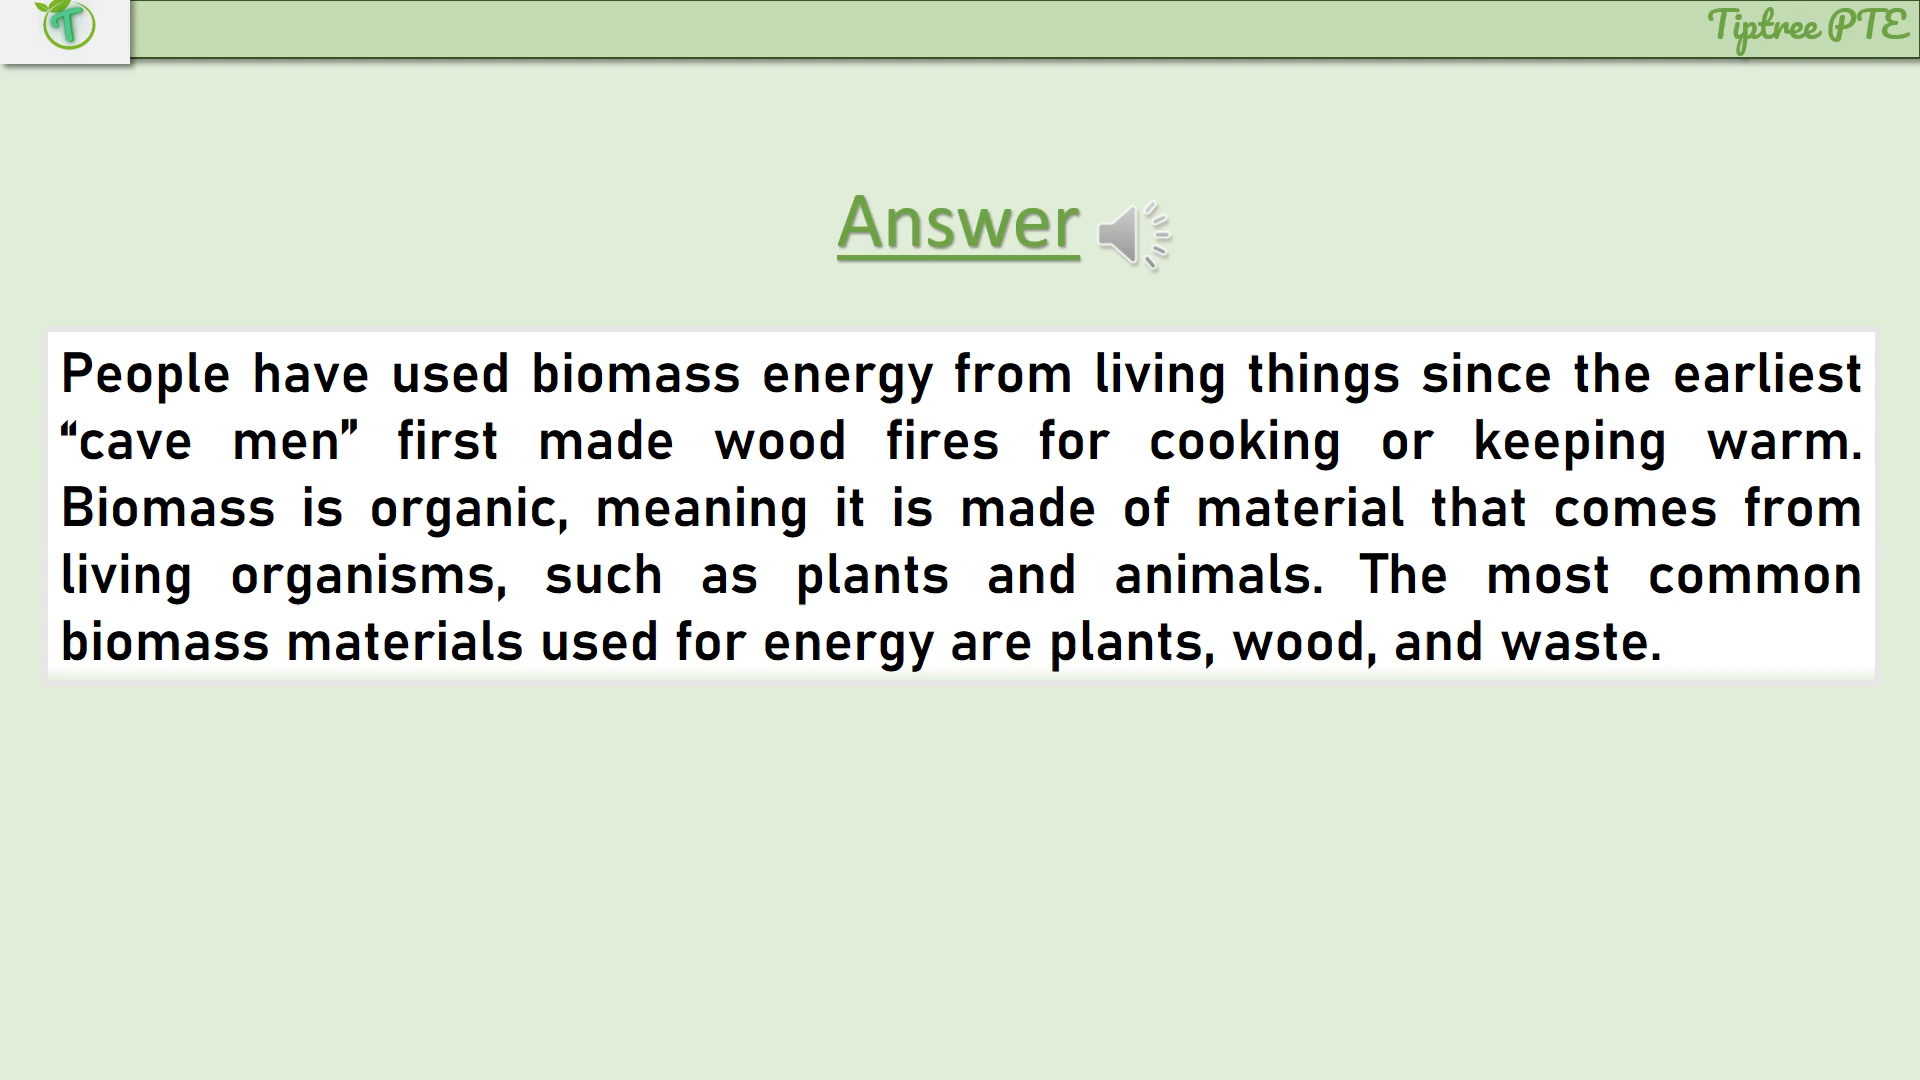 T
Tiptree PTE
Answer
People have used biomass energy from living things since the earliest
“cave men” first made wood fires for cooking or keeping warm.
Biomass is organic, meaning it is made of material that comes from
living organisms, such as plants and animals. The most common
biomass materials used for energy are plants, wood, and waste.